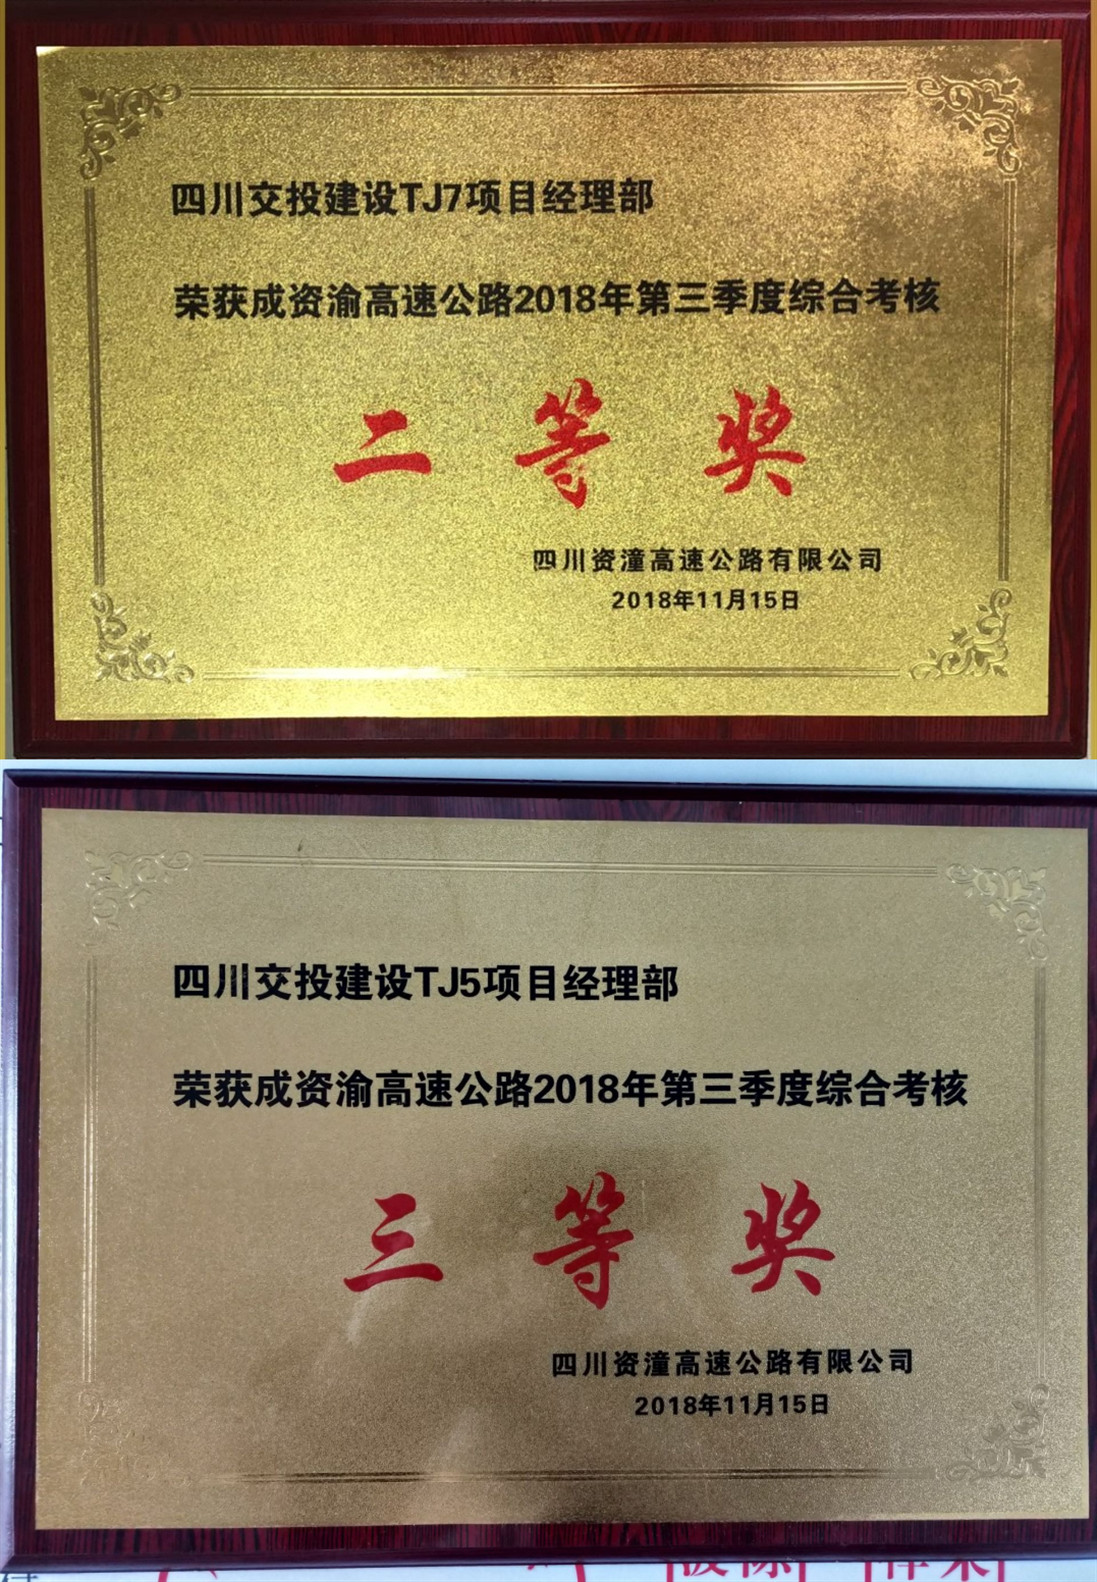 四川交投建设TJ7项目经理部
荣获成资渝高速公路2018年第三季度综合考核
二等奖
四川资潼高速公路有限公司
2018年11月15日
四川交投建设TJ5项目经理部
荣获成资渝高速公路2018年第三季度综合考核
三等奖
四川资潼高速公路有限公司
2018年11月15日